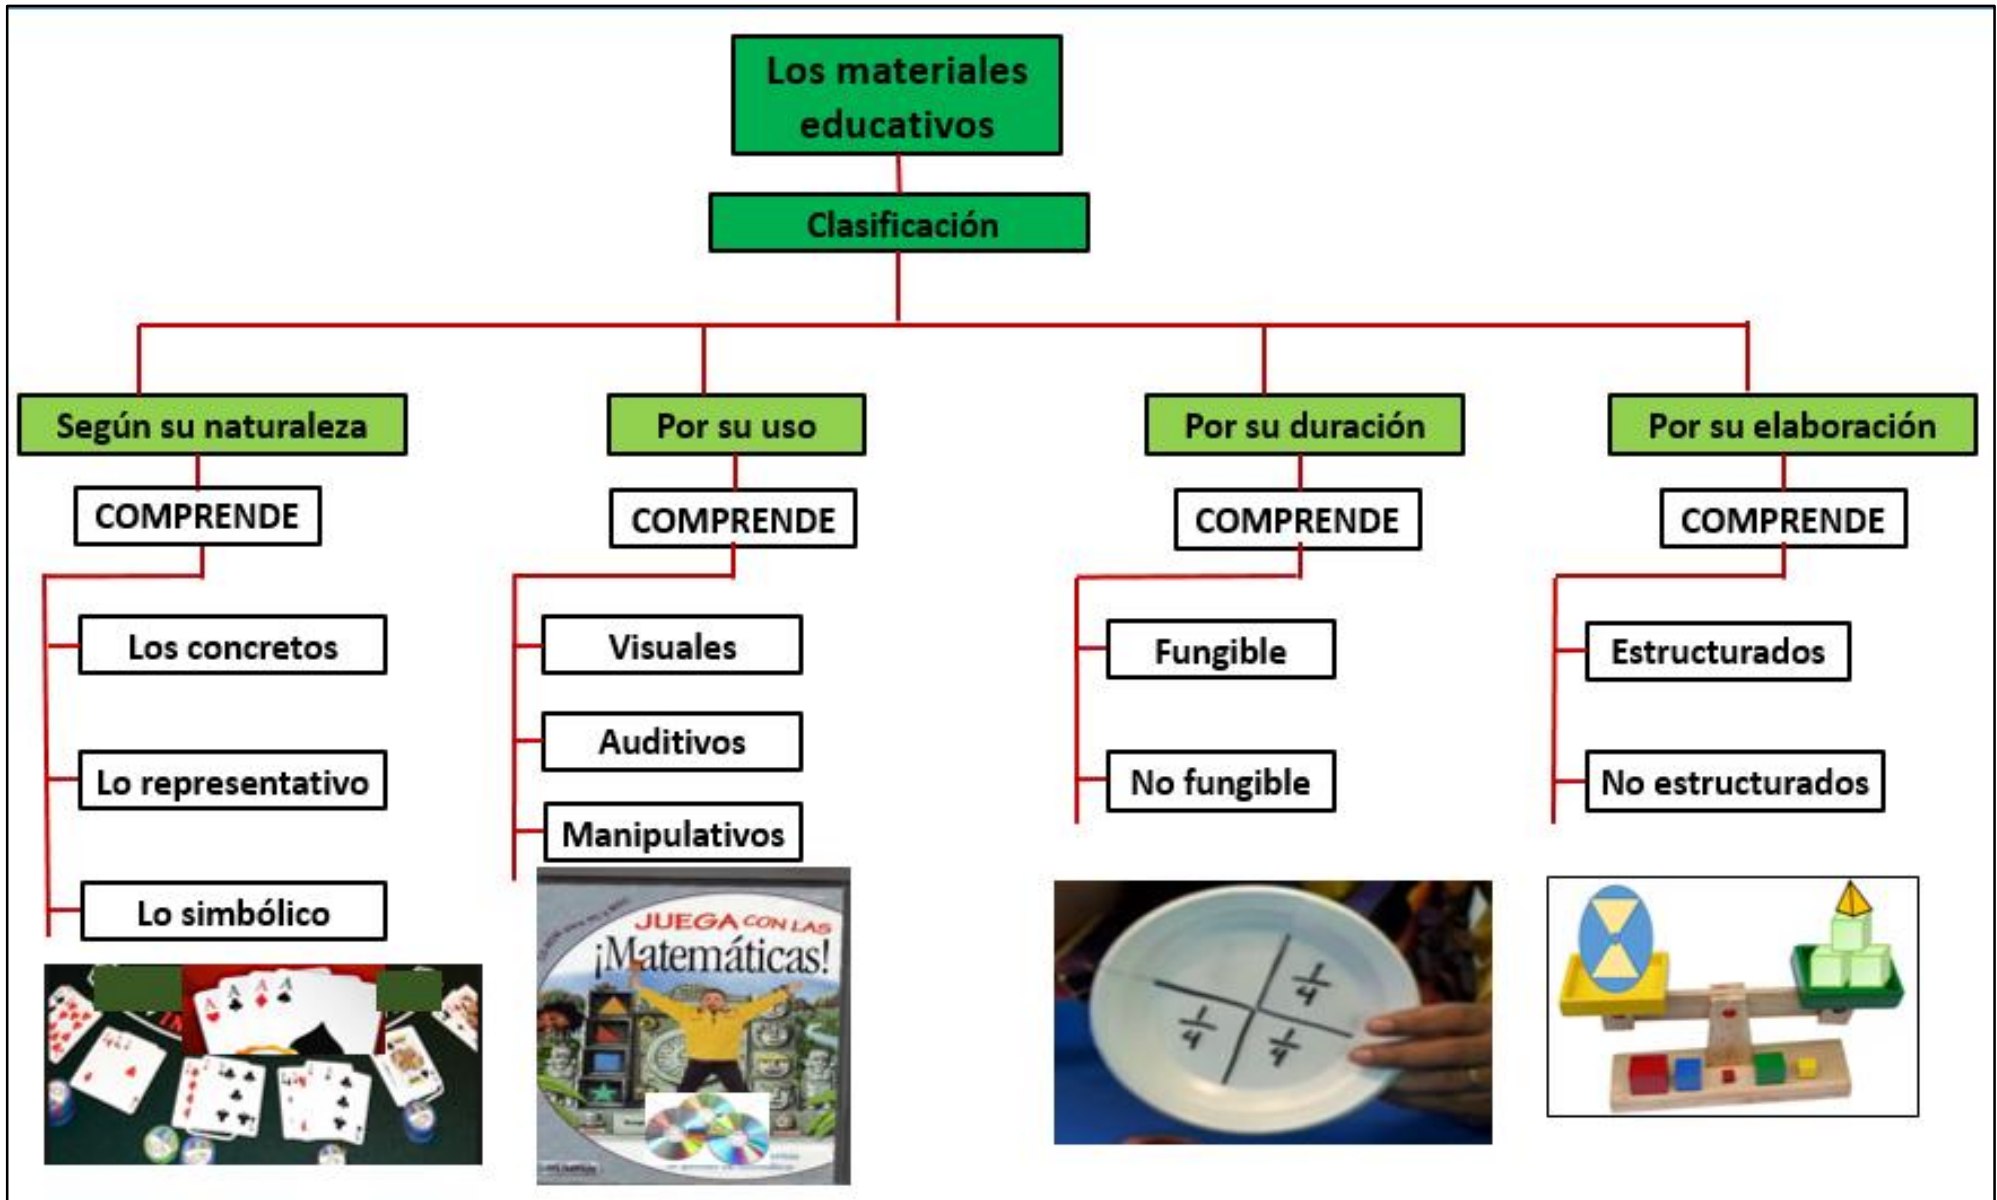 Los materiales
educativos
Clasificación
Según su naturaleza
COMPRENDE
Los concretos
Lo representativo
Lo simbólico
Por su uso
COMPRENDE
Visuales
Auditivos
Manipulativos
JUEGA CON LAS
¡Matemáticas!
Por su duración
COMPRENDE
Fungible
No fungible
1/4
1/4
1/4
Por su elaboración
COMPRENDE
Estructurados
No estructurados